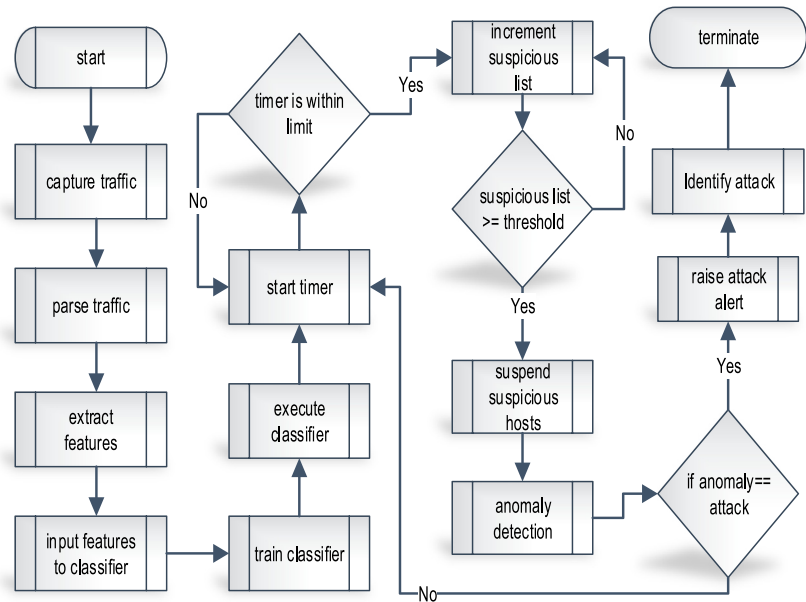 start
capture traffic
parse traffic
extract
features
input features
to classifier
train classifier
execute
classifier
start timer
timer is within
limit
No
Yes
increment
suspicious
list
suspicious list
>= threshold
No
Yes
suspend
suspicious
hosts
anomaly
detection
if anomaly==
attack
No
Yes
raise attack
alert
Identify attack
terminate